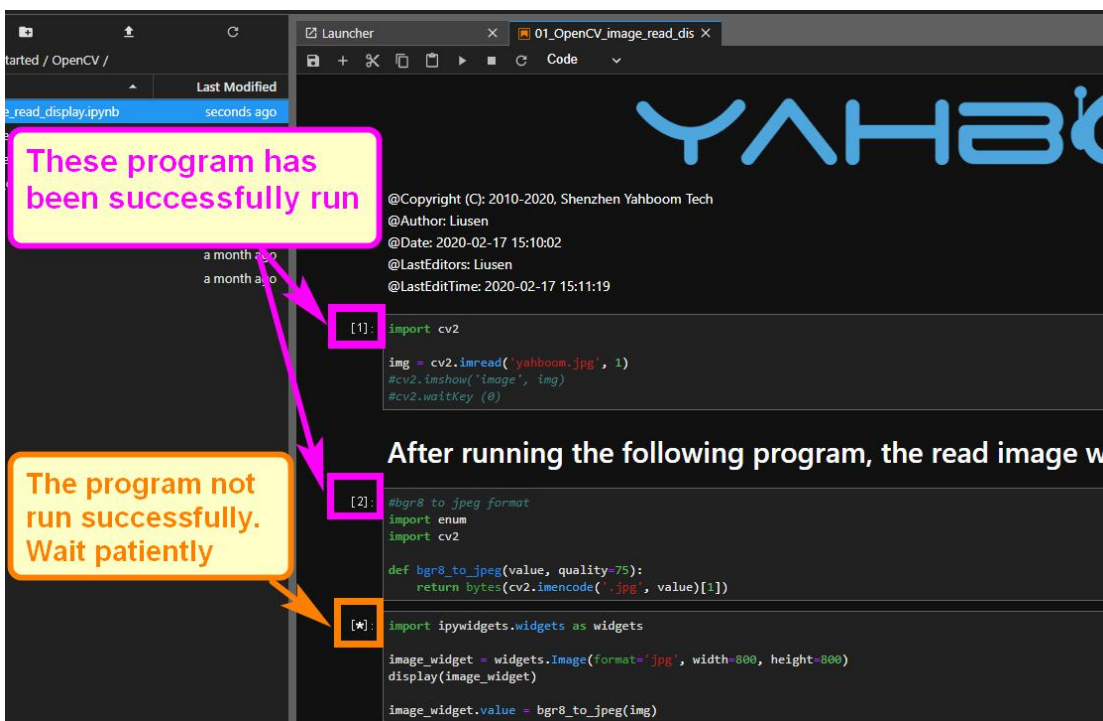 Launcher
01_OpenCV_image_read_dis
tarted / OpenCV /
Code
Last Modified
e_read_display.ipynb
seconds ago
These program has
been successfully run
a month ago
a month ago
@Copyright (C): 2010-2020, Shenzhen Yahboom Tech
@Author: Liusen
@Date: 2020-02-17 15:10:02
@LastEditors: Liusen
@LastEditTime: 2020-02-17 15:11:19
[1]:
import cv2
img = cv2.imread('yahboom.jpg', 1)
#cv2.imshow('image', img)
#cv2.waitKey (0)
After running the following program, the read image w
The program not
run successfully.
Wait patiently
[2]:
#bgr8 to jpeg format
import enum
import cv2
def bgr8_to_jpeg(value, quality=75):
return bytes(cv2.imencode('.jpg', value)[1])
[*]:
import ipywidgets.widgets as widgets
image_widget = widgets.Image(format='jpg', width=800, height=800)
display(image_widget)
image_widget.value = bgr8_to_jpeg(img)